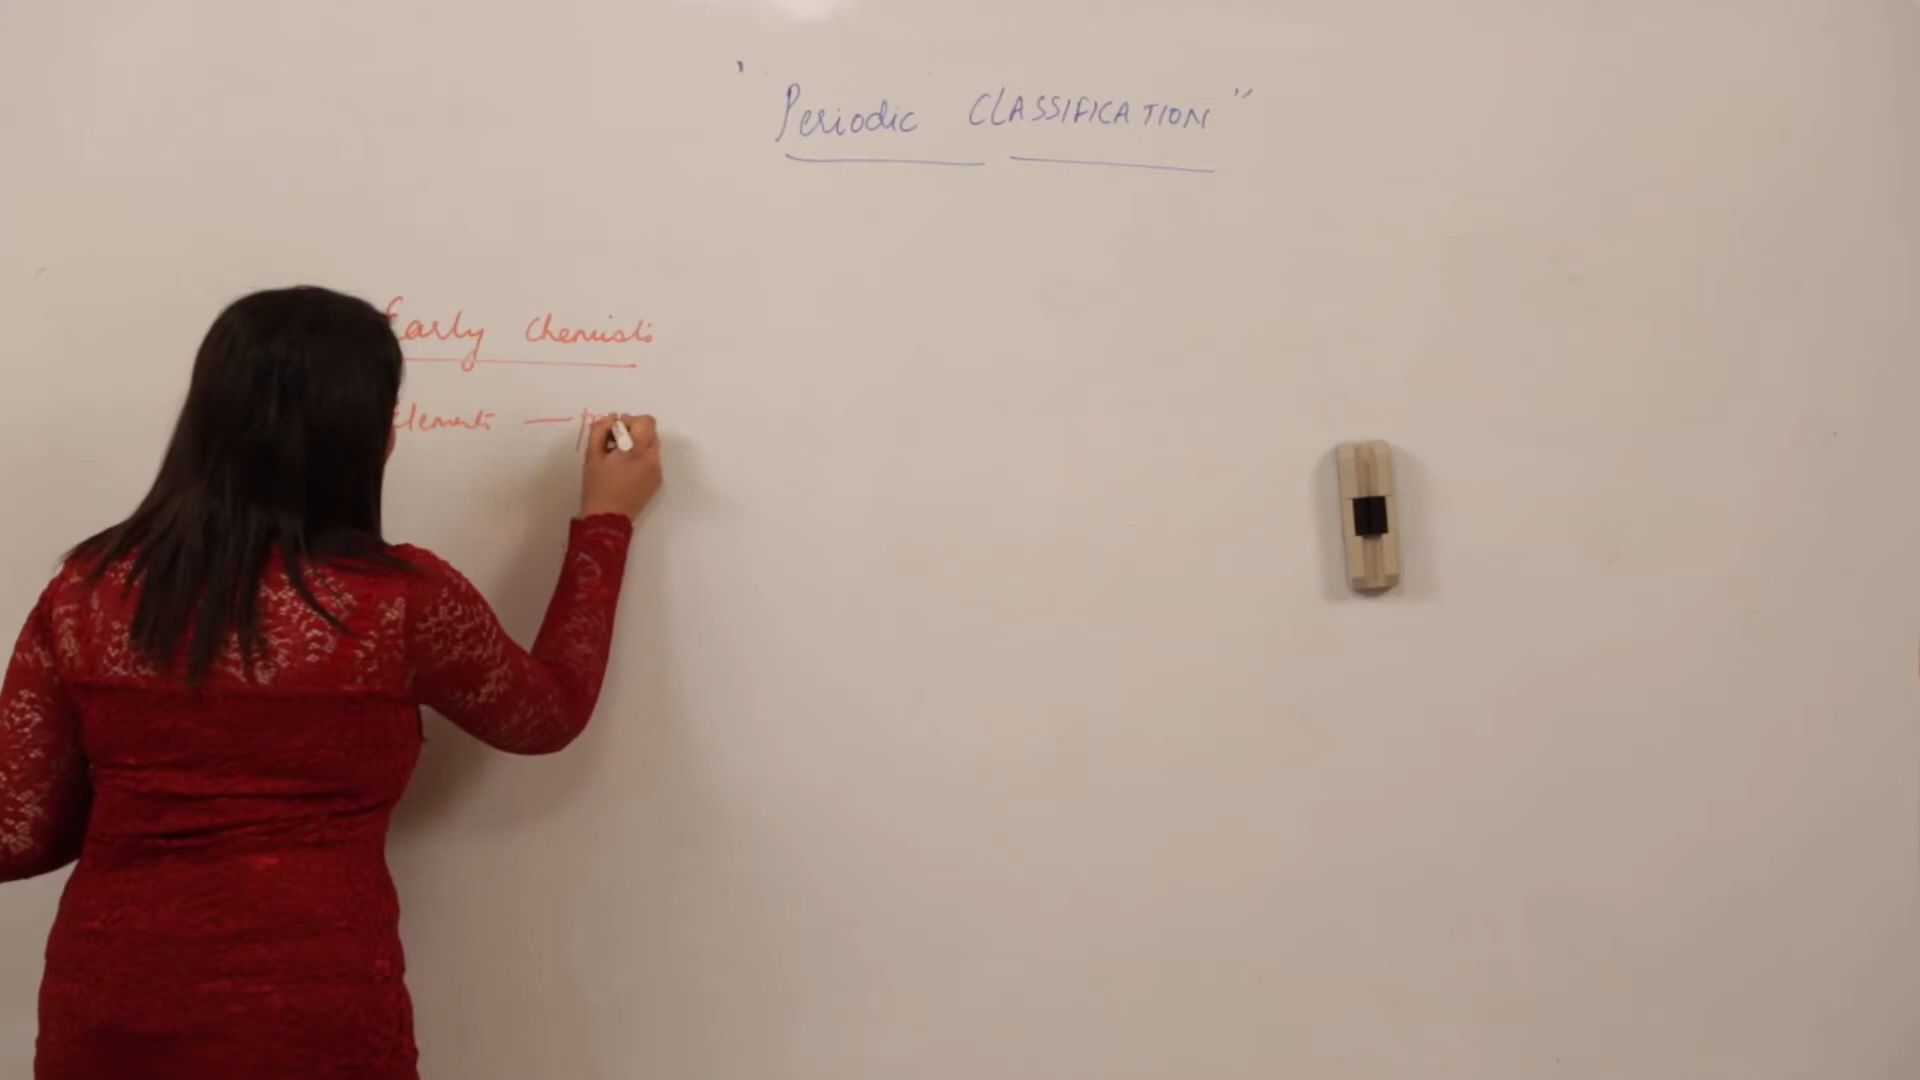 " Periodic CLASSIFICATION "
Early Chemists
Elements —